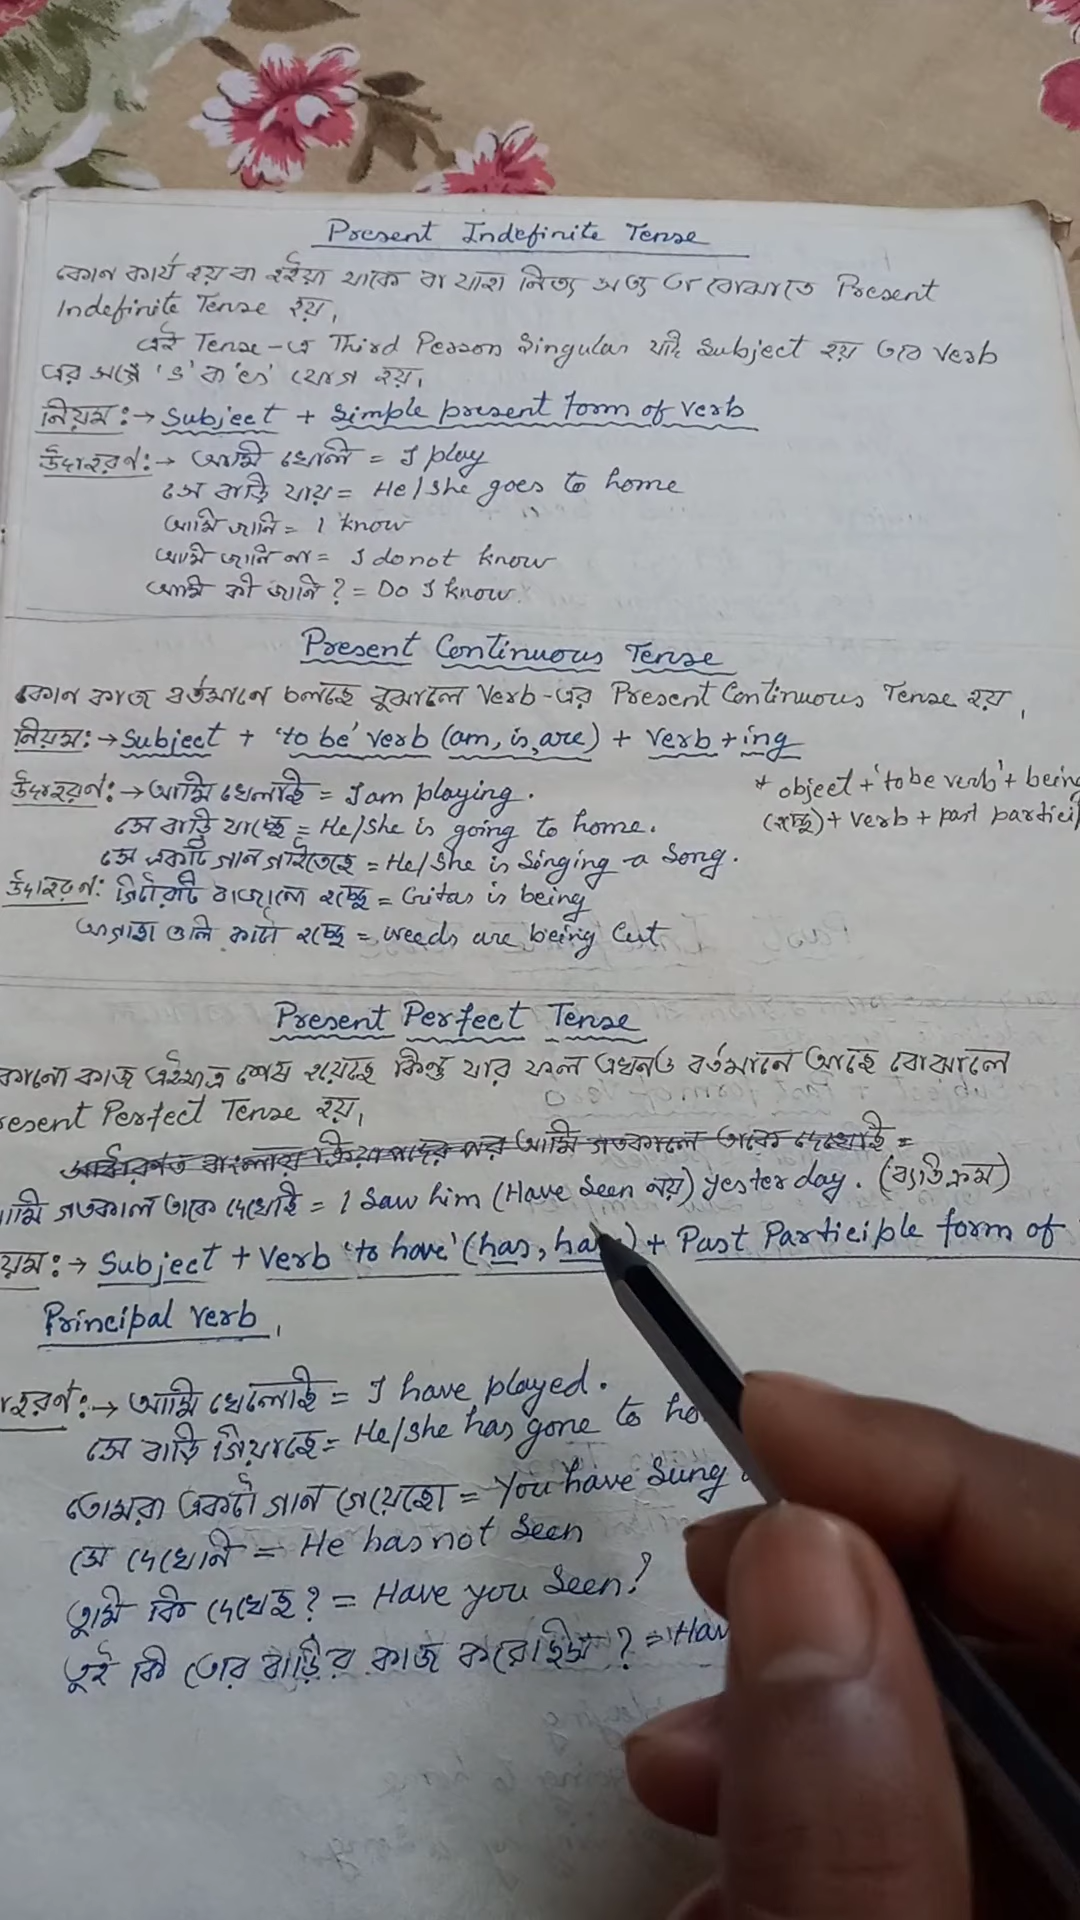 Present Indefinite Tense
কোন কার্য হয় বা হইয়া থাকে বা যাহা নিত্য সত্য তা বোঝাতে Present
Indefinite Tense হয়,
এই Tense-এ Third Person Singular যদি Subject হয় তবে Verb
এর সঙ্গে 's' বা 'es' যোগ হয়,
নিয়ম:→ Subject + simple present form of verb
উদাহরণ:→ আমি খেলি = I play
সে বাড়ি যায় = He/she goes to home
আমি জানি = I know
আমি জানি না = I do not know
আমি কী জানি? = Do I know.
Present Continuous Tense
কোন কাজ বর্তমানে চলছে বুঝালে Verb-এর Present Continuous Tense হয়,
নিয়ম:→ Subject + 'to be' verb (am, is, are) + Verb + ing
উদাহরণ:→ আমি খেলছি = I am playing.
সে বাড়ি যাচ্ছে = He/She is going to home.
সে একটি গান গাইতেছে = He/She is singing a song.
* object + 'to be verb' + being
(হচ্ছে) + verb + past particip
উদাহরণ: গিটারটি বাজানো হচ্ছে = Guitar is being
আগাছা গুলি কাটা হচ্ছে = weeds are being Cut
Present Perfect Tense
কোনো কাজ এইমাত্র শেষ হয়েছে কিন্তু যার ফল এখনও বর্তমানে আছে বোঝালে
resent Perfect Tense হয়,
আমি গতকালে তাকে দেখেছি =
মি গতকাল তাকে দেখেছি = I saw him (Have seen নয়) yesterday. (ব্যতিক্রম)
য়ম:→ Subject + Verb 'to have' (has, ha ) + Past Participle form of
Principal verb,
হরণ:→ আমি খেলেছি = I have played.
সে বাড়ি গিয়াছে = He/she has gone to ho
তোমরা একটা গান গেয়েছো = You have sung
সে দেখেনি = He has not seen
তুমি কি দেখেছ? = Have you seen?
তুই কি তোর বাড়ির কাজ করেছিস? = Hav